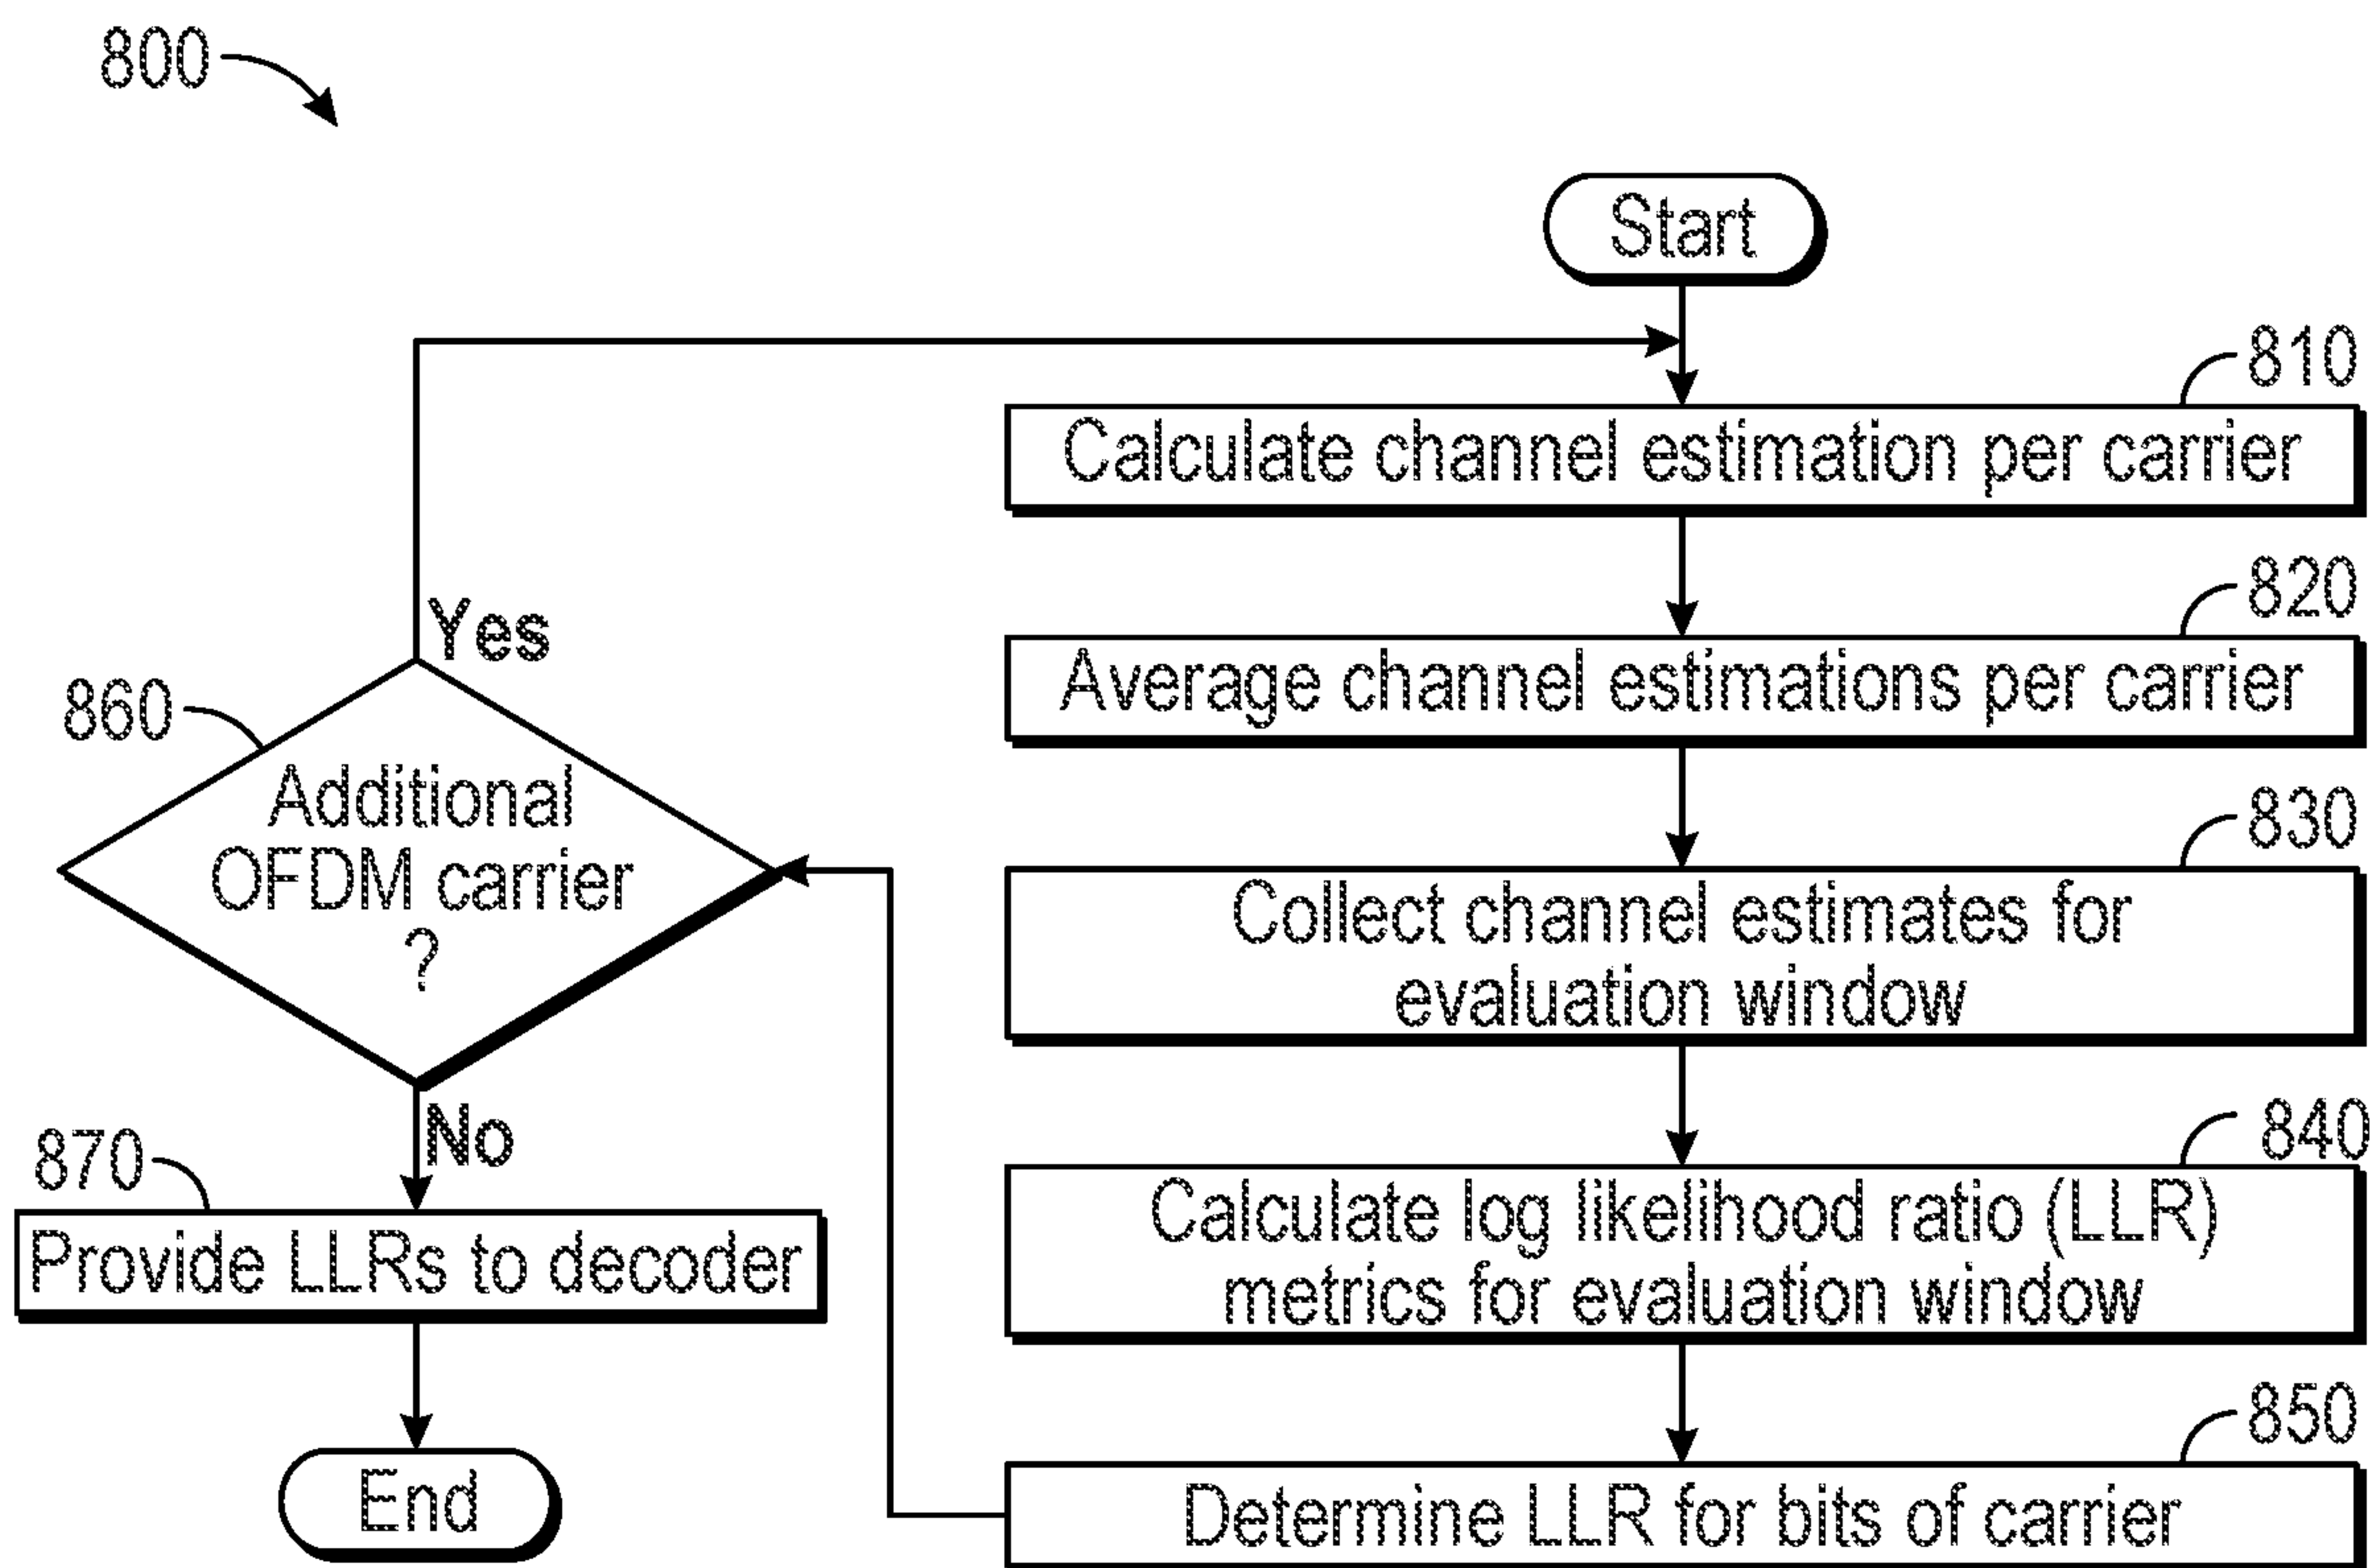 800
Start
810
Calculate channel estimation per carrier
820
Average channel estimations per carrier
830
Collect channel estimates for
evaluation window
840
Calculate log likelihood ratio (LLR)
metrics for evaluation window
850
Determine LLR for bits of carrier
860
Additional
OFDM carrier
?
Yes
No
870
Provide LLRs to decoder
End